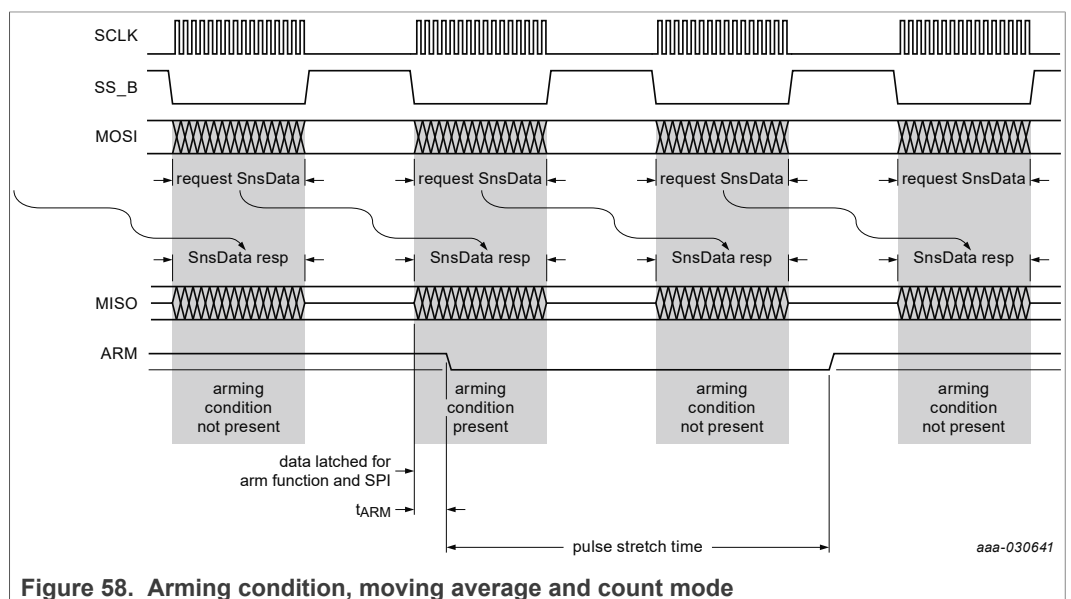 SCLK
SS_B
MOSI
request SnsData
request SnsData
request SnsData
request SnsData
SnsData resp
SnsData resp
SnsData resp
SnsData resp
MISO
ARM
arming
condition
not present
arming
condition
present
arming
condition
not present
arming
condition
not present
data latched for
arm function and SPI
tARM
pulse stretch time
aaa-030641
Figure 58. Arming condition, moving average and count mode